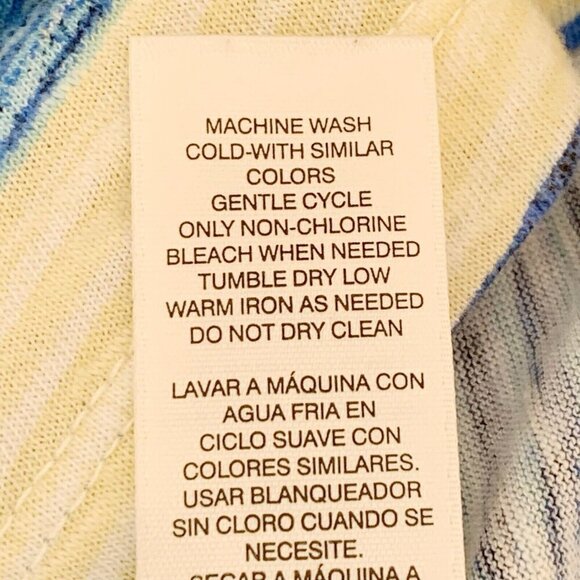 MACHINE WASH
COLD-WITH SIMILAR
COLORS
GENTLE CYCLE
ONLY NON-CHLORINE
BLEACH WHEN NEEDED
TUMBLE DRY LOW
WARM IRON AS NEEDED
DO NOT DRY CLEAN
LAVAR A MÁQUINA CON
AGUA FRIA EN
CICLO SUAVE CON
COLORES SIMILARES.
USAR BLANQUEADOR
SIN CLORO CUANDO SE
NECESITE.
SECAR A MÁQUINA A